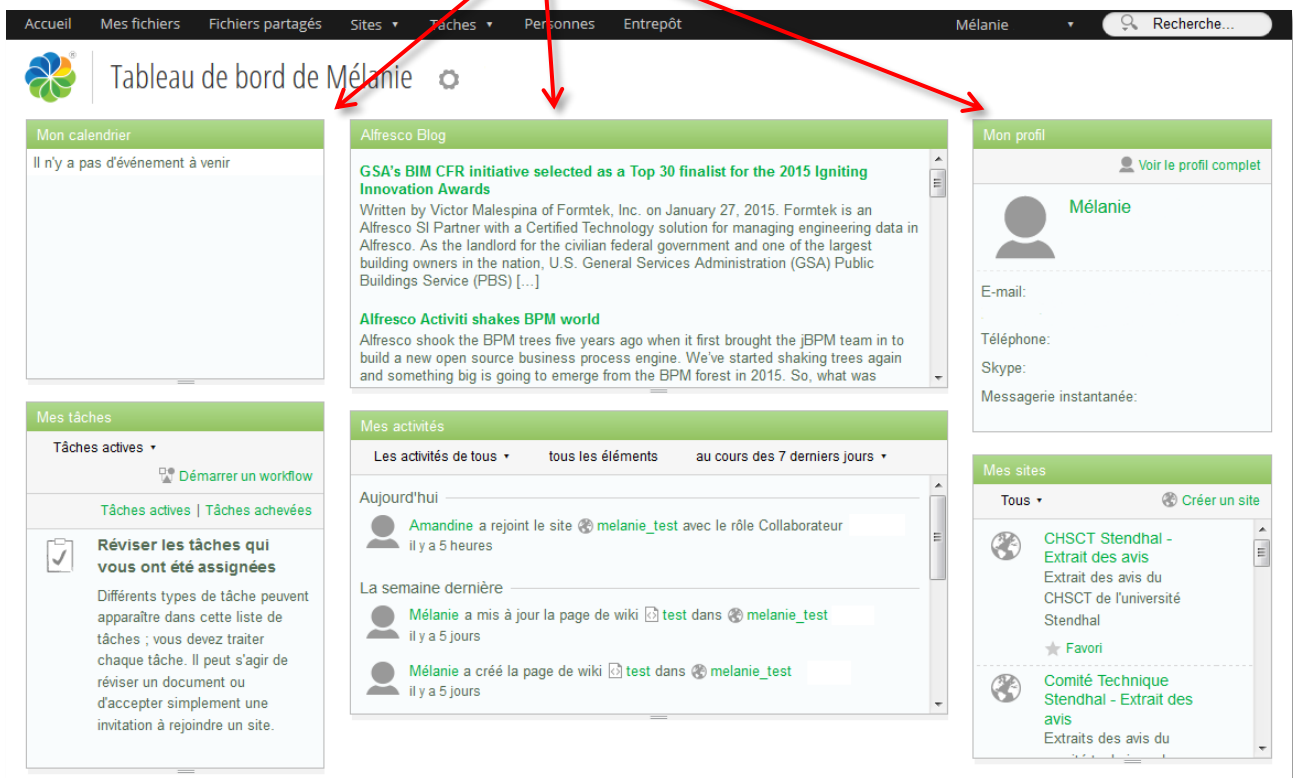 Accueil Mes fichiers Fichiers partagés Sites Tâches Personnes Entrepôt Mélanie Recherche...
Tableau de bord de Mélanie
Mon calendrier
Il n'y a pas d'événement à venir
Alfresco Blog
GSA's BIM CFR initiative selected as a Top 30 finalist for the 2015 Igniting
Innovation Awards
Written by Victor Malespina of Formtek, Inc. on January 27, 2015. Formtek is an
Alfresco SI Partner with a Certified Technology solution for managing engineering data in
Alfresco. As the landlord for the civilian federal government and one of the largest
building owners in the nation, U.S. General Services Administration (GSA) Public
Buildings Service (PBS) [...]
Alfresco Activiti shakes BPM world
Alfresco shook the BPM trees five years ago when it first brought the jBPM team in to
build a new open source business process engine. We've started shaking trees again
and something big is going to emerge from the BPM forest in 2015. So, what was
Mon profil
Voir le profil complet
Mélanie
E-mail:
Téléphone:
Skype:
Messagerie instantanée:
Mes tâches
Tâches actives
Démarrer un workflow
Tâches actives | Tâches achevées
Réviser les tâches qui
vous ont été assignées
Différents types de tâche peuvent
apparaître dans cette liste de
tâches ; vous devez traiter
chaque tâche. Il peut s'agir de
réviser un document ou
d'accepter simplement une
invitation à rejoindre un site.
Mes activités
Les activités de tous tous les éléments au cours des 7 derniers jours
Aujourd'hui
Amandine a rejoint le site melanie_test avec le rôle Collaborateur
il y a 5 heures
La semaine dernière
Mélanie a mis à jour la page de wiki test dans melanie_test
il y a 5 jours
Mélanie a créé la page de wiki test dans melanie_test
il y a 5 jours
Mes sites
Tous Créer un site
CHSCT Stendhal -
Extrait des avis
Extrait des avis du
CHSCT de l'université
Stendhal
Favori
Comité Technique
Stendhal - Extrait des
avis
Extraits des avis du